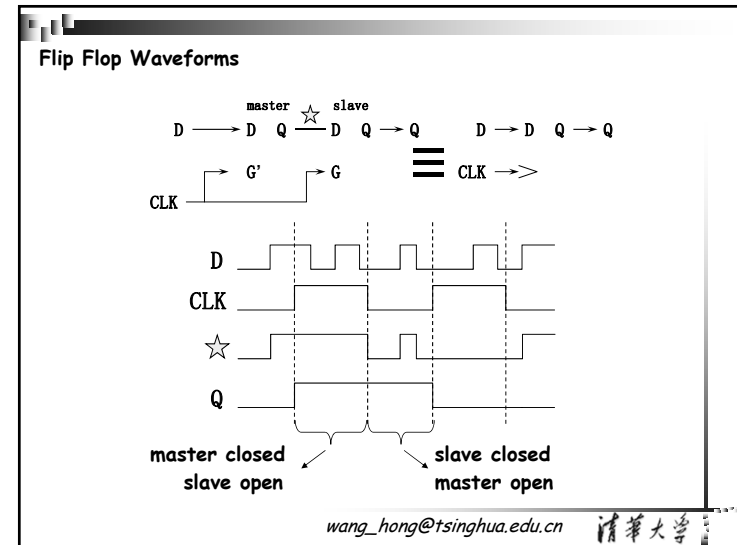 Flip Flop Waveforms
master ☆ slave
D → D Q — D Q → Q D → D Q → Q
G' G CLK → >
CLK
D
CLK
☆
Q
master closed
slave open
slave closed
master open
wang_hong@tsinghua.edu.cn 清華大学